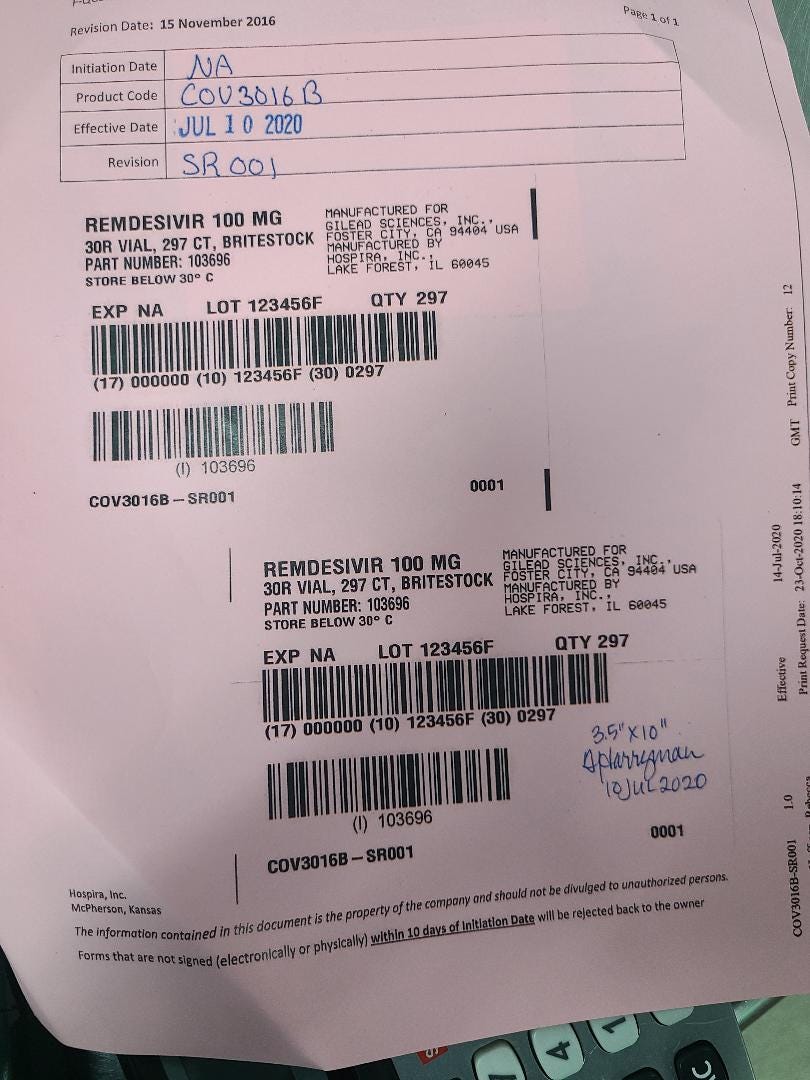 Revision Date: 15 November 2016
Page 1 of 1
Initiation Date NA
Product Code COV3016B
Effective Date JUL 10 2020
Revision SR001
REMDESIVIR 100 MG
30R VIAL, 297 CT, BRITESTOCK
PART NUMBER: 103696
STORE BELOW 30° C
MANUFACTURED FOR
GILEAD SCIENCES, INC.,
FOSTER CITY, CA 94404 USA
MANUFACTURED BY
HOSPIRA, INC.,
LAKE FOREST, IL 60045
EXP NA LOT 123456F QTY 297
(17) 000000 (10) 123456F (30) 0297
(I) 103696
COV3016B–SR001
0001
REMDESIVIR 100 MG
30R VIAL, 297 CT, BRITESTOCK
PART NUMBER: 103696
STORE BELOW 30° C
MANUFACTURED FOR
GILEAD SCIENCES, INC.,
FOSTER CITY, CA 94404 USA
MANUFACTURED BY
HOSPIRA, INC.,
LAKE FOREST, IL 60045
EXP NA LOT 123456F QTY 297
(17) 000000 (10) 123456F (30) 0297
3.5" X 10"
10JUL2020
(I) 103696
COV3016B–SR001
0001
Hospira, Inc.
McPherson, Kansas
The information contained in this document is the property of the company and should not be divulged to unauthorized persons.
Forms that are not signed (electronically or physically) within 10 days of Initiation Date will be rejected back to the owner
COV3016B-SR001 1.0 Effective 14-Jul-2020
Print Request Date: 23-Oct-2020 18:10:14 GMT Print Copy Number: 12
4
1